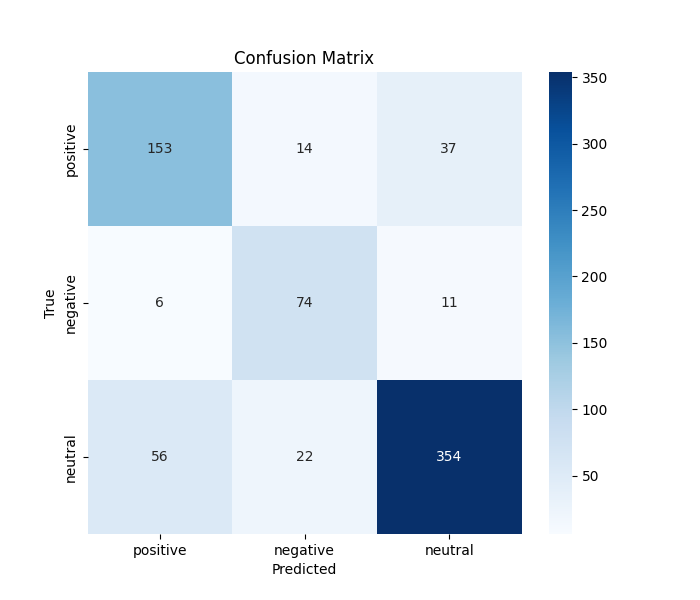 Confusion Matrix
True
positive
153 14 37
negative
6 74 11
neutral
56 22 354
positive negative neutral
Predicted
350
300
250
200
150
100
50